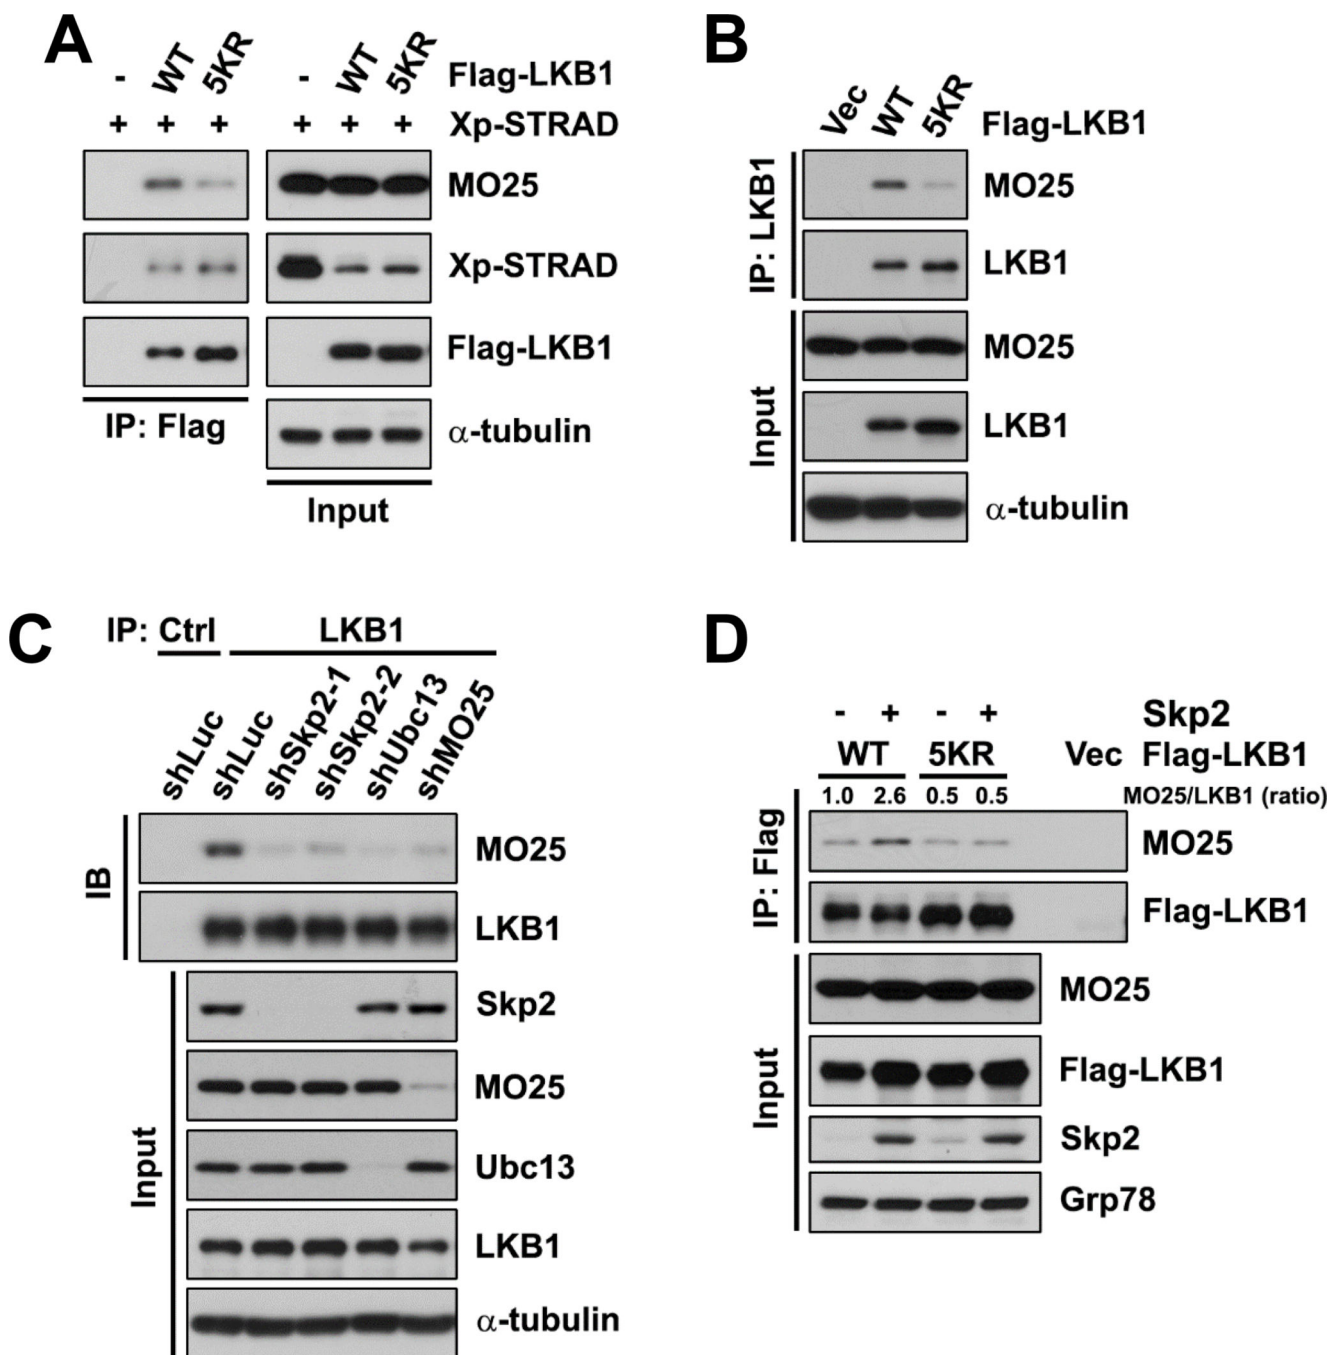 A
- WT 5KR - WT 5KR Flag-LKB1
+ + + + + + Xp-STRAD
MO25
Xp-STRAD
Flag-LKB1
α-tubulin
IP: Flag
Input
B
Vec WT 5KR Flag-LKB1
IP: LKB1
MO25
LKB1
Input
MO25
LKB1
α-tubulin
C
IP: Ctrl LKB1
shLuc shLuc shSkp2-1 shSkp2-2 shUbc13 shMO25
IB
MO25
LKB1
Input
Skp2
MO25
Ubc13
LKB1
α-tubulin
D
- + - + Skp2
WT 5KR Vec Flag-LKB1
1.0 2.6 0.5 0.5 MO25/LKB1 (ratio)
IP: Flag
MO25
Flag-LKB1
Input
MO25
Flag-LKB1
Skp2
Grp78